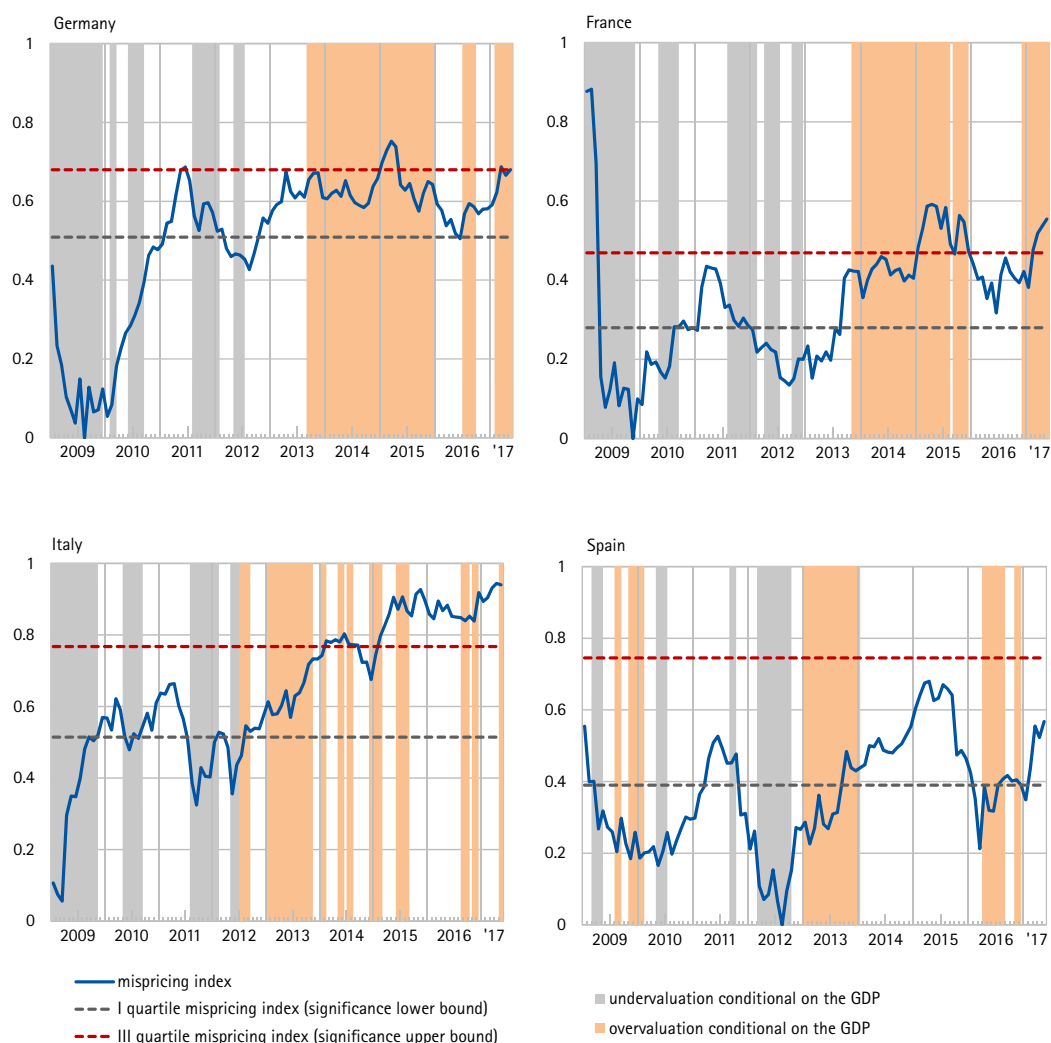 Germany
1
0.8
0.6
0.4
0.2
0
2009 2010 2011 2012 2013 2014 2015 2016 '17
France
1
0.8
0.6
0.4
0.2
0
2009 2010 2011 2012 2013 2014 2015 2016 '17
Italy
1
0.8
0.6
0.4
0.2
0
2009 2010 2011 2012 2013 2014 2015 2016 '17
Spain
1
0.8
0.6
0.4
0.2
0
2009 2010 2011 2012 2013 2014 2015 2016 '17
mispricing index
I quartile mispricing index (significance lower bound)
III quartile mispricing index (significance upper bound)
undervaluation conditional on the GDP
overvaluation conditional on the GDP